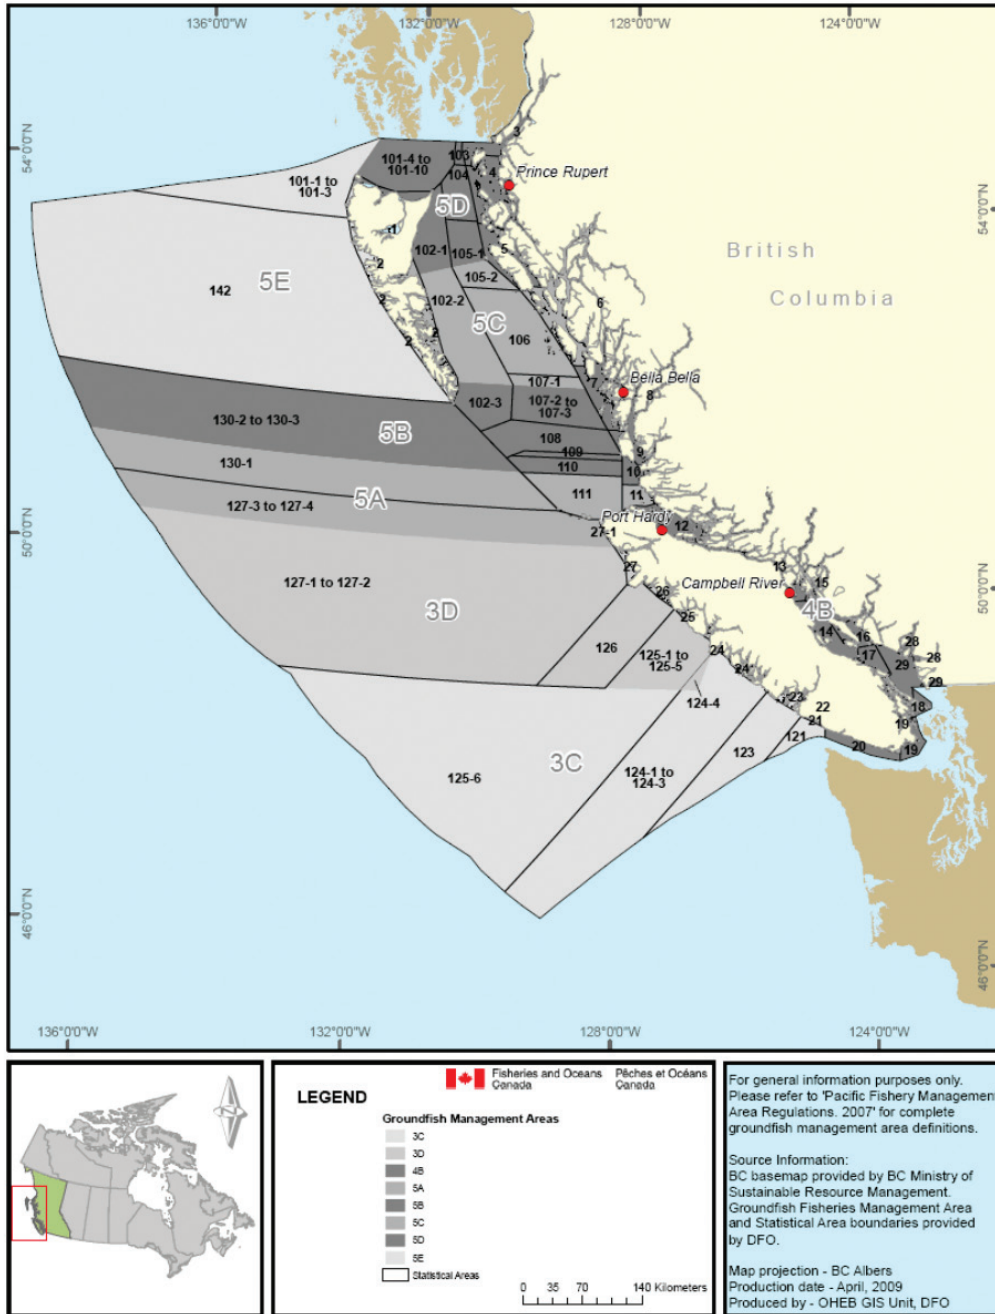 136°0'0"W 132°0'0"W 128°0'0"W 124°0'0"W
54°0'0"N
54°0'0"N
50°0'0"N
50°0'0"N
46°0'0"N
46°0'0"N
3
101-4 to
101-10
103
104
4
Prince Rupert
101-1 to
101-3
5D
1
102-1
105-1
5
British
Columbia
2
105-2
5E
142
2
102-2
6
5C
106
2
2
107-1
7
Bella Bella
8
102-3
107-2 to
107-3
130-2 to 130-3
5B
108
109
9
110
10
130-1
5A
111
11
127-3 to 127-4
Port Hardy
12
27-1
127-1 to 127-2
27
13
Campbell River
15
26
4B
3D
25
14
16
28
17
126
125-1 to
125-5
24
29
28
24
29
124-4
23
22
18
21
19
125-6
3C
124-1 to
124-3
123
121
20
19
136°0'0"W 132°0'0"W 128°0'0"W 124°0'0"W
LEGEND
Fisheries and Oceans
Canada
Pêches et Océans
Canada
Groundfish Management Areas
3C
3D
4B
5A
5B
5C
5D
5E
Statistical Areas
0 35 70 140 Kilometers
For general information purposes only.
Please refer to 'Pacific Fishery Managemen
Area Regulations. 2007' for complete
groundfish management area definitions.
Source Information:
BC basemap provided by BC Ministry of
Sustainable Resource Management.
Groundfish Fisheries Management Area
and Statistical Area boundaries provided
by DFO.
Map projection - BC Albers
Production date - April, 2009
Produced by - OHEB GIS Unit, DFO